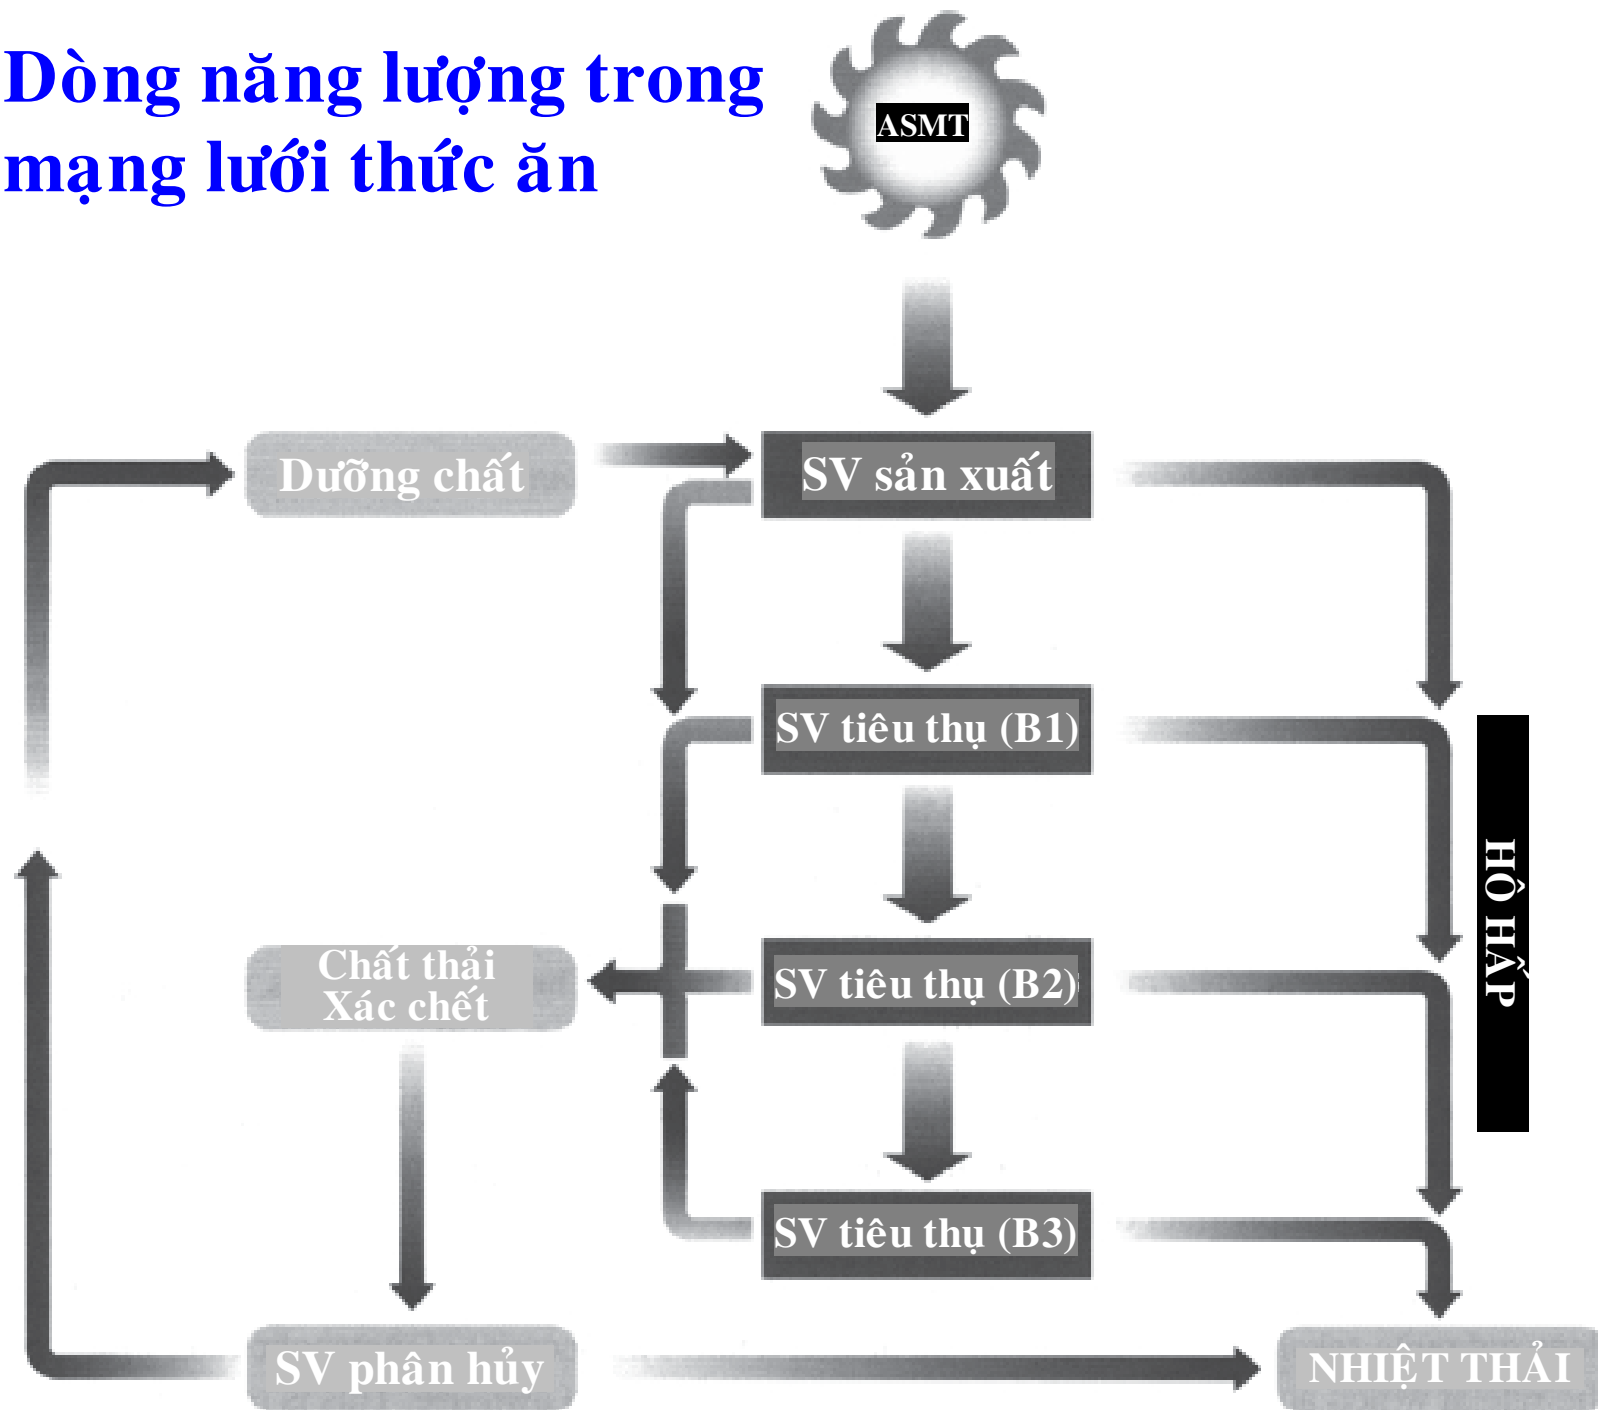 Dòng năng lượng trong
mạng lưới thức ăn
ASMT
Dưỡng chất
SV sản xuất
SV tiêu thụ (B1)
HÔ HẤP
Chất thải
Xác chết
SV tiêu thụ (B2)
SV tiêu thụ (B3)
SV phân hủy
NHIỆT THẢI